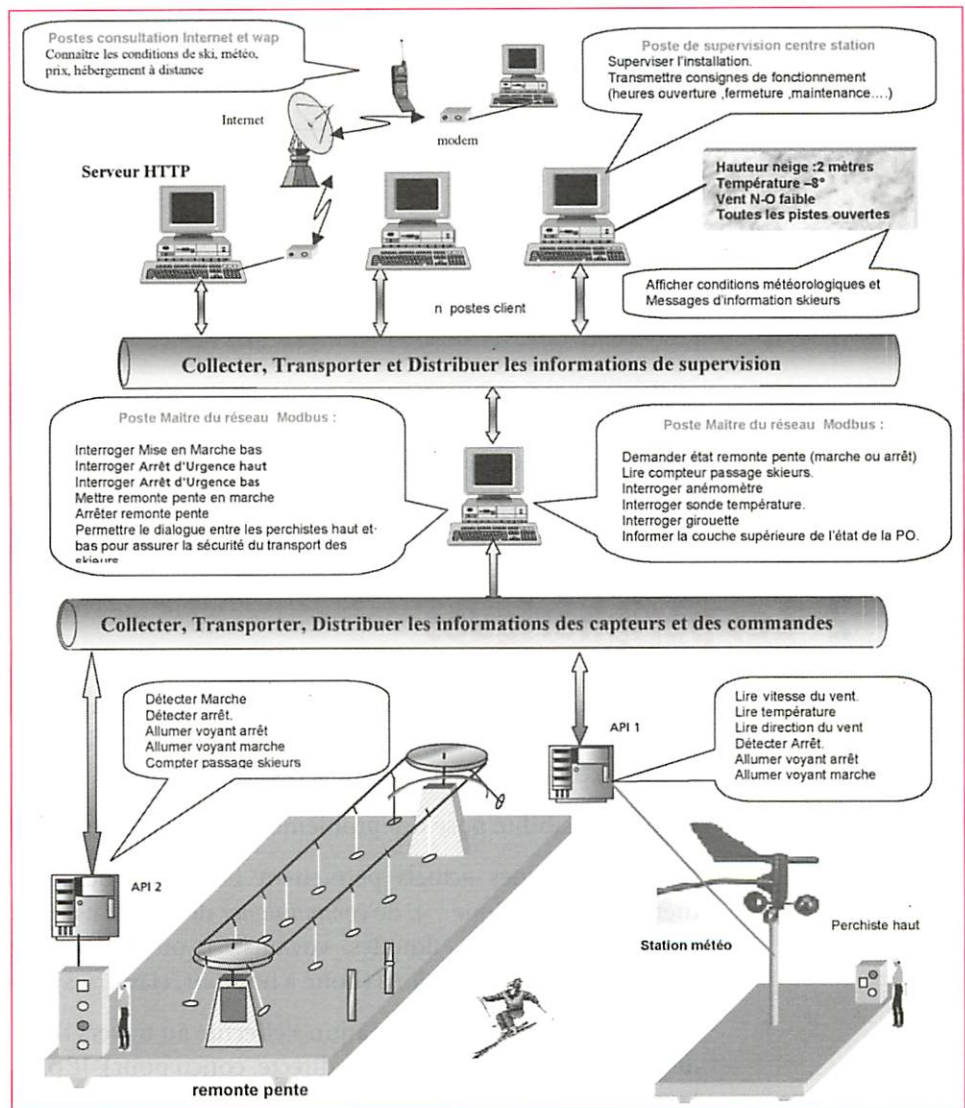 Postes consultation Internet et wap
Connaître les conditions de ski, météo,
prix, hébergement à distance
Poste de supervision centre station
Superviser l'installation.
Transmettre consignes de fonctionnement
(heures ouverture ,fermeture ,maintenance….)
Internet
modem
Serveur HTTP
Hauteur neige :2 mètres
Température –8°
Vent N-O faible
Toutes les pistes ouvertes
Afficher conditions météorologiques et
Messages d'information skieurs
n postes client
Collecter, Transporter et Distribuer les informations de supervision
Poste Maître du réseau Modbus :
Interroger Mise en Marche bas
Interroger Arrêt d'Urgence haut
Interroger Arrêt d'Urgence bas
Mettre remonte pente en marche
Arrêter remonte pente
Permettre le dialogue entre les perchistes haut et
bas pour assurer la sécurité du transport des
skieurs
Poste Maître du réseau Modbus :
Demander état remonte pente (marche ou arrêt)
Lire compteur passage skieurs.
Interroger anémomètre
Interroger sonde température.
Interroger girouette
Informer la couche supérieure de l'état de la PO.
Collecter, Transporter, Distribuer les informations des capteurs et des commandes
Détecter Marche
Détecter arrêt.
Allumer voyant arrêt
Allumer voyant marche
Compter passage skieurs
API 1
Lire vitesse du vent.
Lire température
Lire direction du vent
Détecter Arrêt.
Allumer voyant arrêt
Allumer voyant marche
API 2
Station météo
Perchiste haut
remonte pente